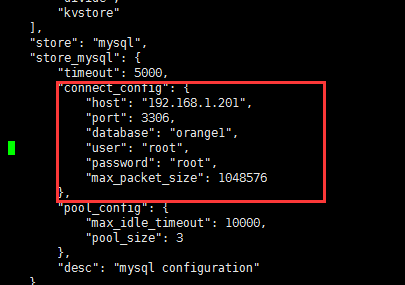 "divide",
"kvstore"
],
"store": "mysql",
"store_mysql": {
"timeout": 5000,
"connect_config": {
"host": "192.168.1.201",
"port": 3306,
"database": "orange1",
"user": "root",
"password": "root",
"max_packet_size": 1048576
},
"pool_config": {
"max_idle_timeout": 10000,
"pool_size": 3
},
"desc": "mysql configuration"
}